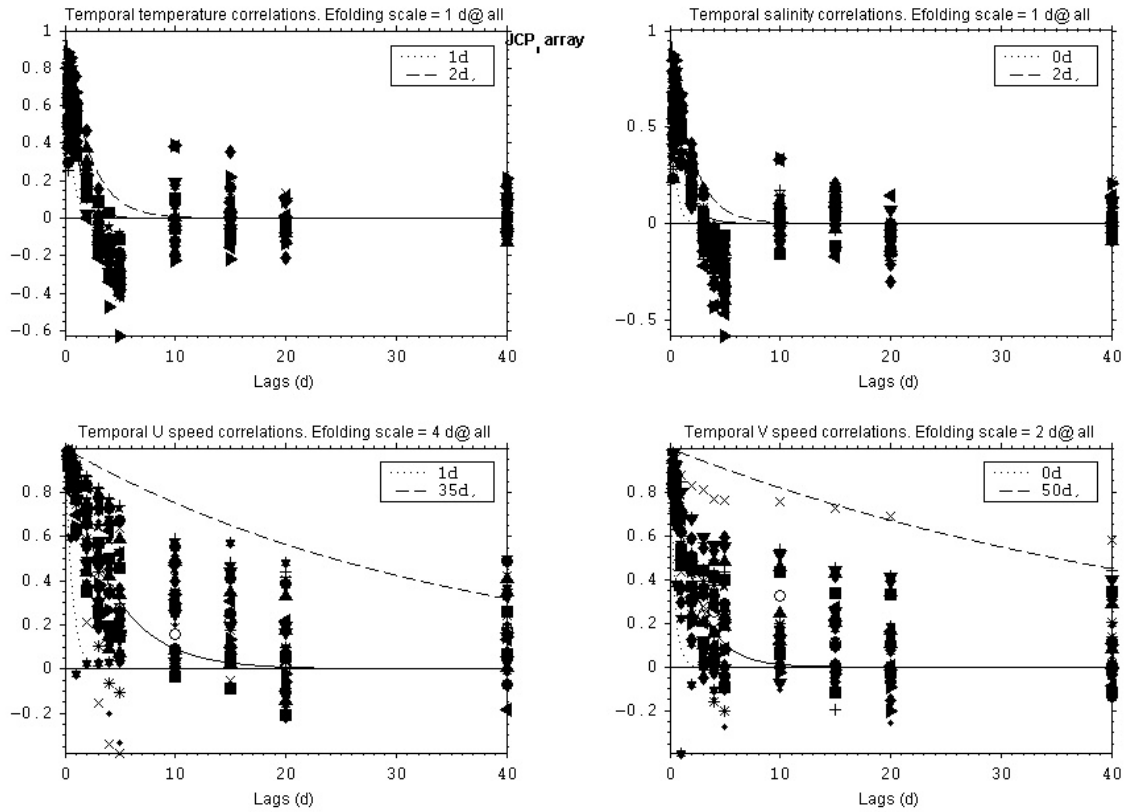 Temporal temperature correlations. Efolding scale = 1 d@ all
Temporal salinity correlations. Efolding scale = 1 d@ all
JCP, array
1
0.8
0.6
0.4
0.2
0
−0.2
−0.4
−0.6
1d
2d,
0 10 20 30 40
Lags (d)
1
0.5
0
−0.5
0d
2d,
0 10 20 30 40
Lags (d)
Temporal U speed correlations. Efolding scale = 4 d@ all
Temporal V speed correlations. Efolding scale = 2 d@ all
0.8
0.6
0.4
0.2
0
−0.2
1d
35d,
0 10 20 30 40
Lags (d)
0.8
0.6
0.4
0.2
0
−0.2
0d
50d,
0 10 20 30 40
Lags (d)